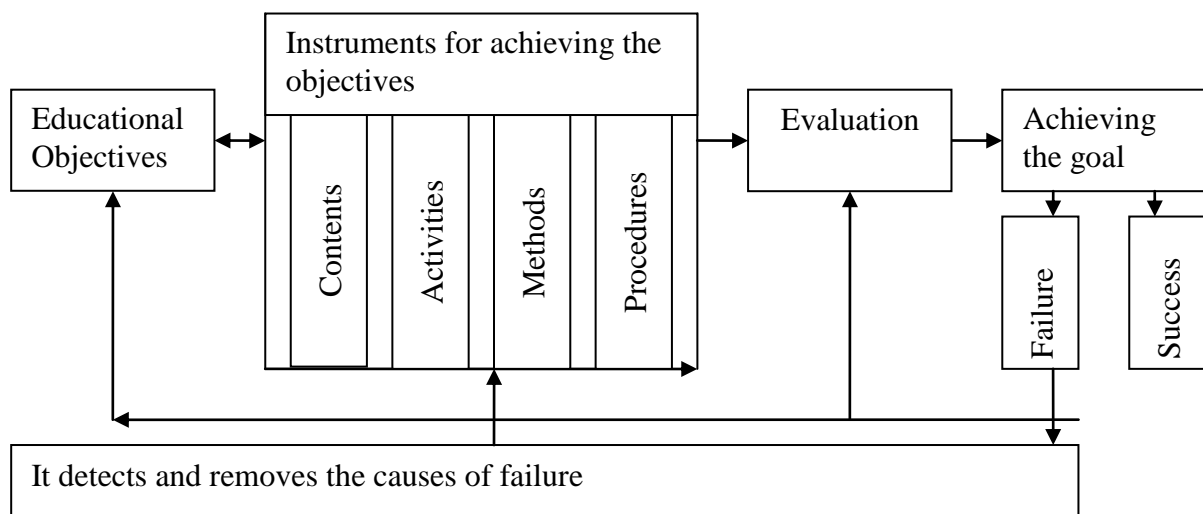 Instruments for achieving the
objectives
Educational
Objectives
Evaluation
Achieving
the goal
Contents
Activities
Methods
Procedures
Failure
Success
It detects and removes the causes of failure